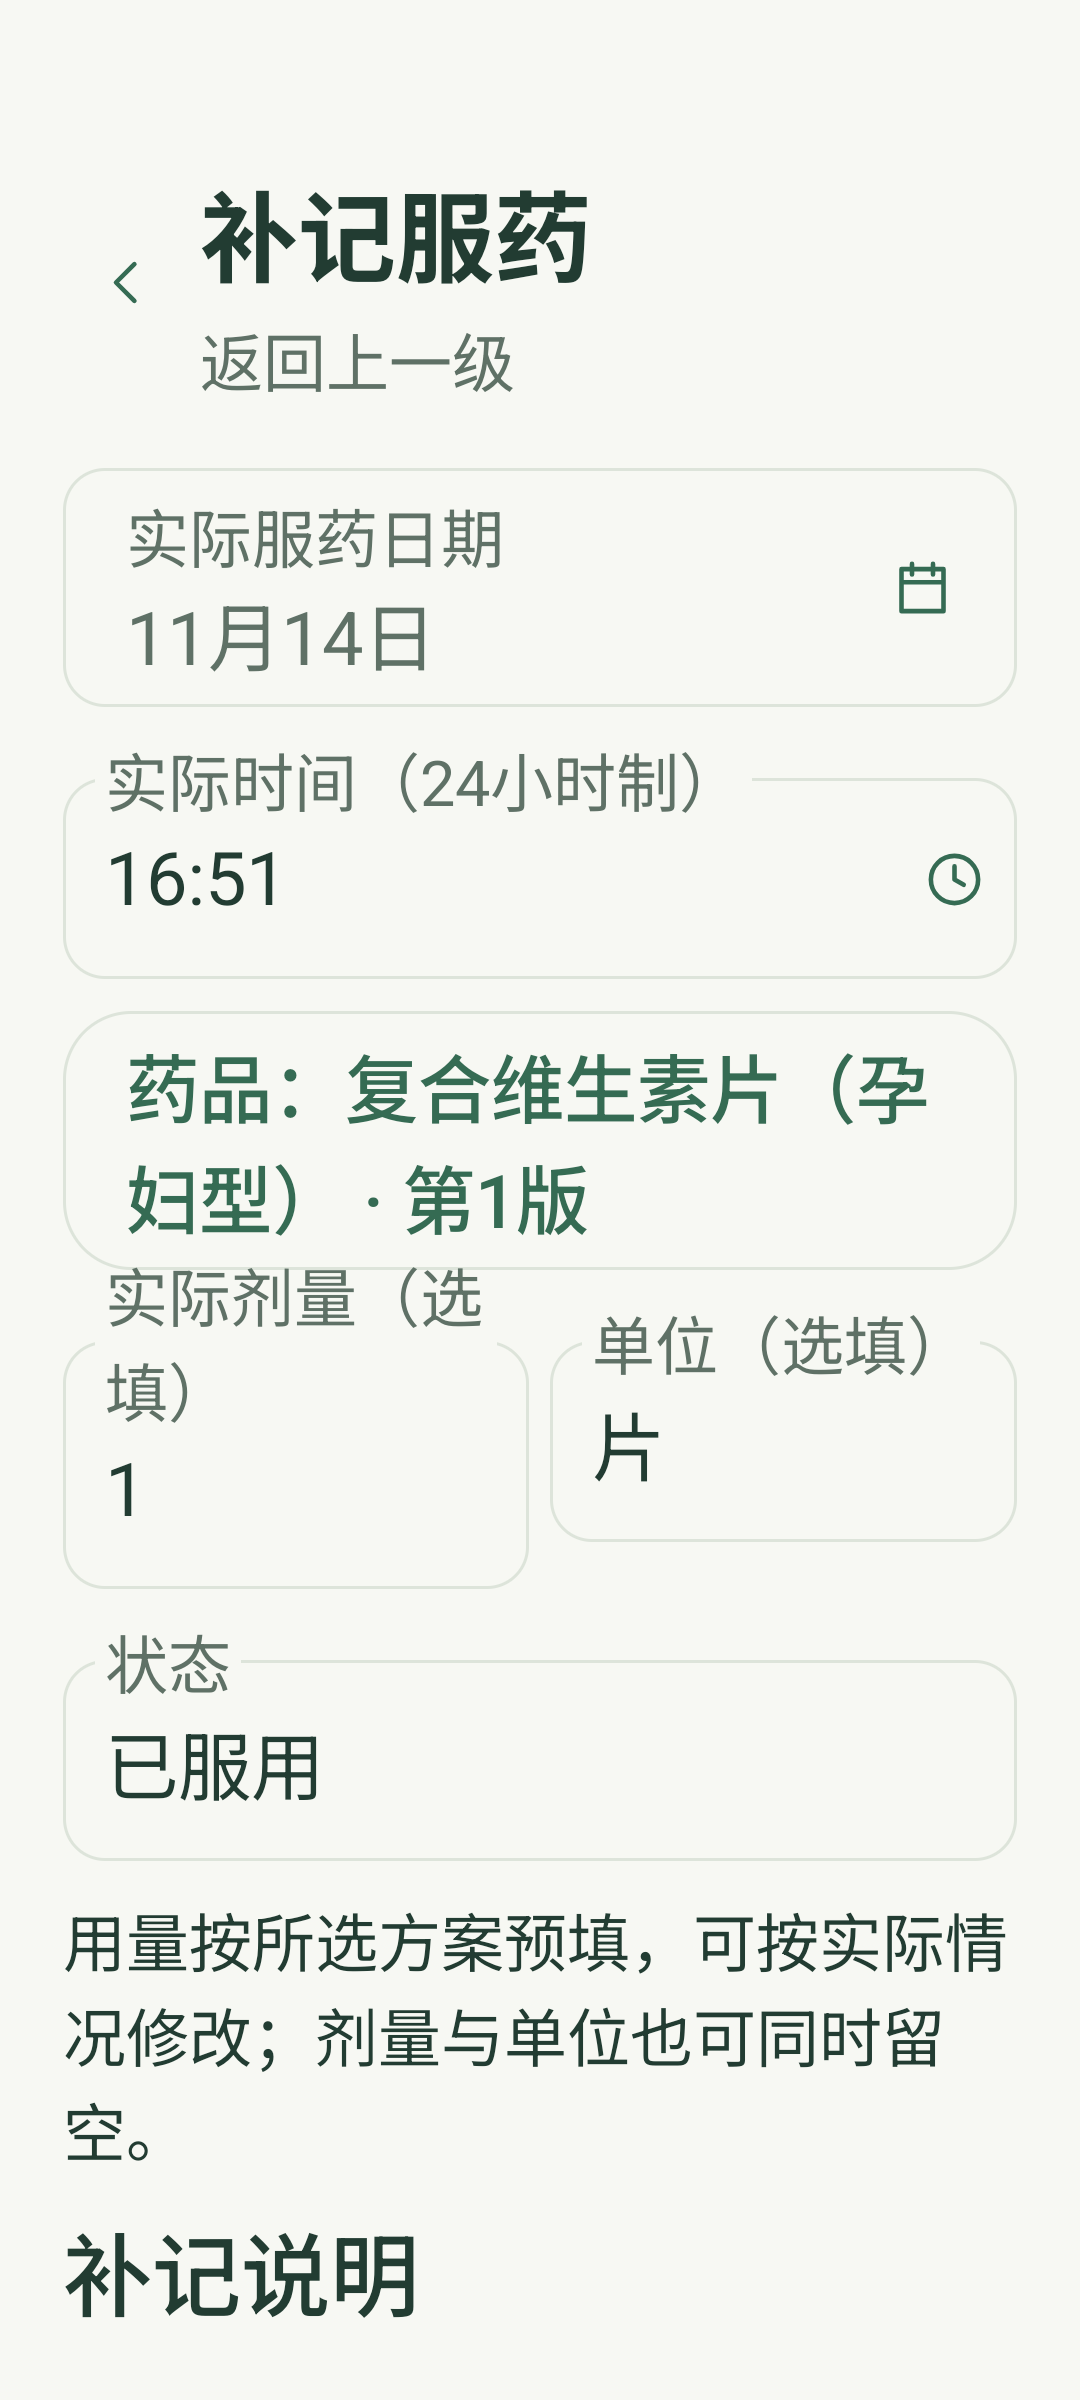 补记服药
返回上一级
实际服药日期
11月14日
实际时间（24小时制）
16:51
药品：复合维生素片（孕
妇型） · 第1版
实际剂量（选
填）
1
单位（选填）
片
状态
已服用
用量按所选方案预填，可按实际情
况修改；剂量与单位也可同时留
空。
补记说明